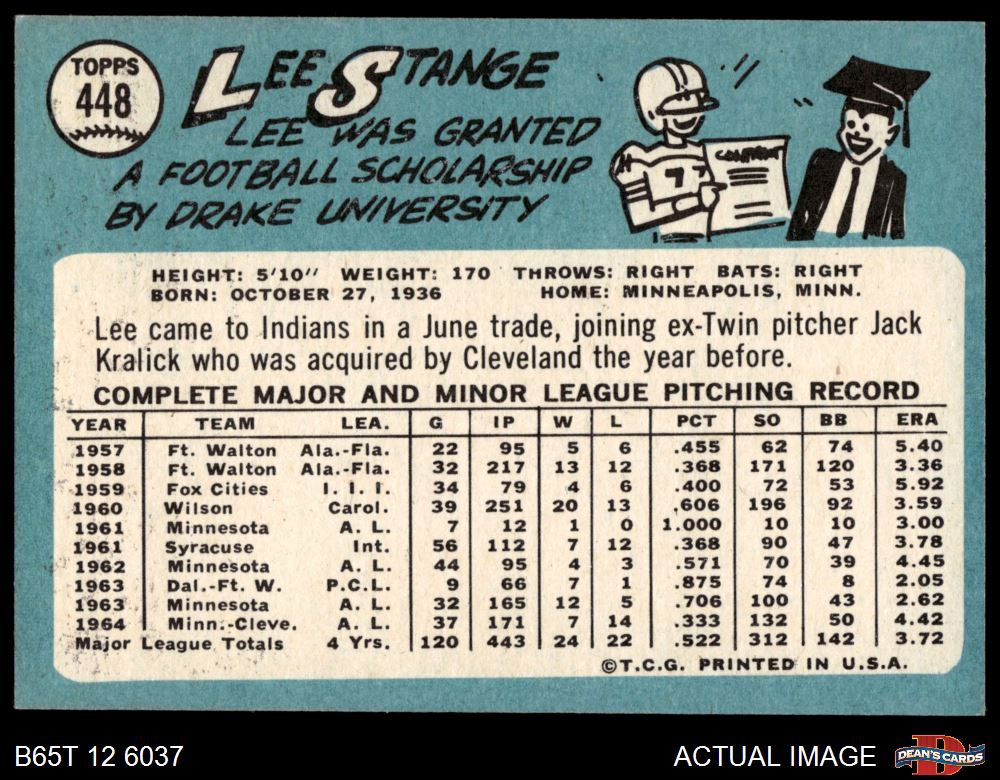 TOPPS
448
LEE STANGE
LEE WAS GRANTED
A FOOTBALL SCHOLARSHIP
BY DRAKE UNIVERSITY
CONTRACT
77
HEIGHT: 5'10" WEIGHT: 170 THROWS: RIGHT BATS: RIGHT
BORN: OCTOBER 27, 1936 HOME: MINNEAPOLIS, MINN.
Lee came to Indians in a June trade, joining ex-Twin pitcher Jack
Kralick who was acquired by Cleveland the year before.
COMPLETE MAJOR AND MINOR LEAGUE PITCHING RECORD
YEAR TEAM LEA. G IP W L PCT SO BB ERA
1957 Ft. Walton Ala.-Fla. 22 95 5 6 .455 62 74 5.40
1958 Ft. Walton Ala.-Fla. 32 217 13 12 .368 171 120 3.36
1959 Fox Cities I. I. I. 34 79 4 6 .400 72 53 5.92
1960 Wilson Carol. 39 251 20 13 .606 196 92 3.59
1961 Minnesota A. L. 7 12 1 0 1.000 10 10 3.00
1961 Syracuse Int. 56 112 7 12 .368 90 47 3.78
1962 Minnesota A. L. 44 95 4 3 .571 70 39 4.45
1963 Dal.-Ft. W. P.C.L. 9 66 7 1 .875 74 8 2.05
1963 Minnesota A. L. 32 165 12 5 .706 100 43 2.62
1964 Minn.-Cleve. A. L. 37 171 7 14 .333 132 50 4.42
Major League Totals 4 Yrs. 120 443 24 22 .522 312 142 3.72
©T.C.G. PRINTED IN U.S.A.
B65T 12 6037 ACTUAL IMAGE DEAN'S CARDS